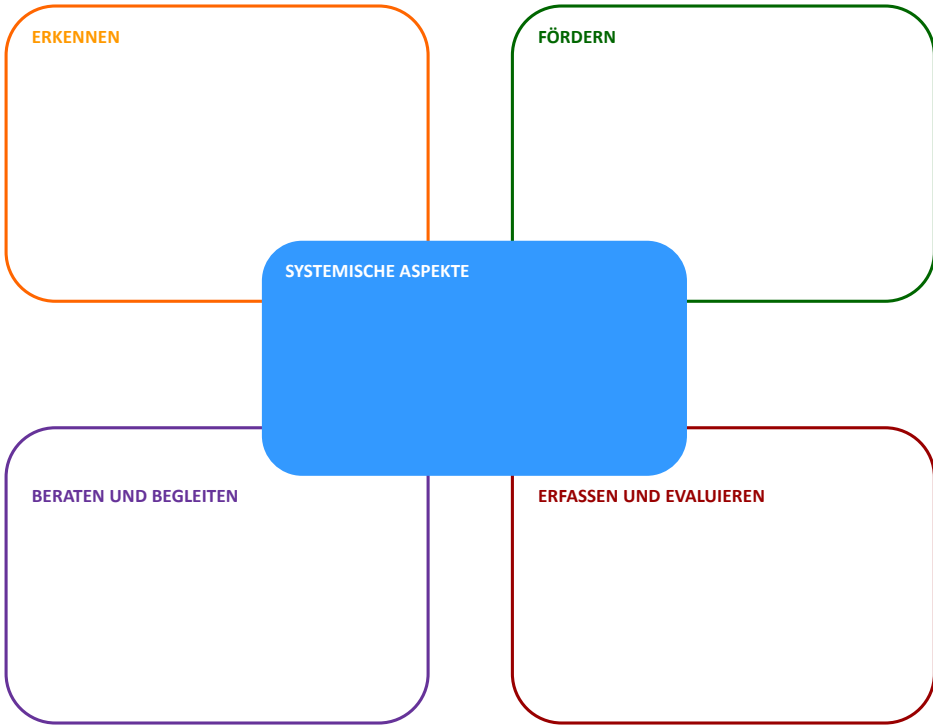 ERKENNEN
FÖRDERN
SYSTEMISCHE ASPEKTE
BERATEN UND BEGLEITEN
ERFASSEN UND EVALUIEREN